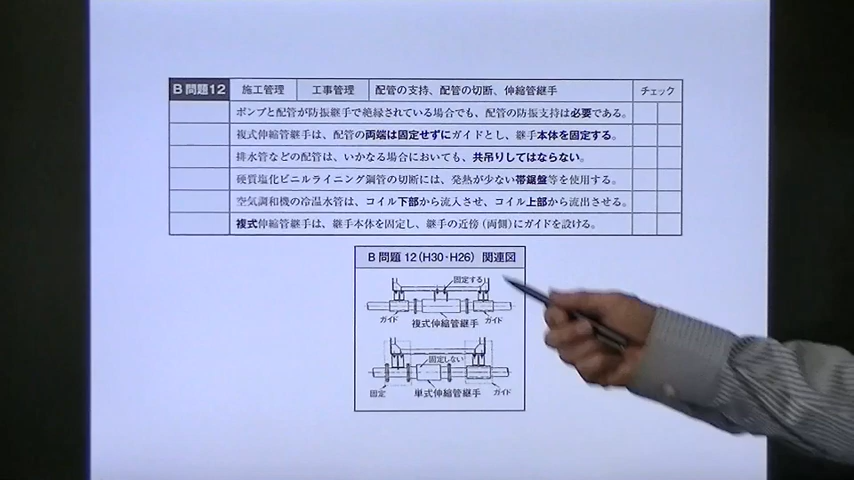 B 問題12 施工管理 工事管理 配管の支持、配管の切断、伸縮管継手 チェック
ポンプと配管が防振継手で絶縁されている場合でも、配管の防振支持は必要である。
複式伸縮管継手は、配管の両端は固定せずにガイドとし、継手本体を固定する。
排水管などの配管は、いかなる場合においても、共吊りしてはならない。
硬質塩化ビニルライニング鋼管の切断には、発熱が少ない帯鋸盤等を使用する。
空気調和機の冷温水管は、コイル下部から流入させ、コイル上部から流出させる。
複式伸縮管継手は、継手本体を固定し、継手の近傍(両側)にガイドを設ける。
B 問題 12(H30・H26) 関連図
固定する
ガイド 複式伸縮管継手 ガイド
固定しない
固定 単式伸縮管継手 ガイド